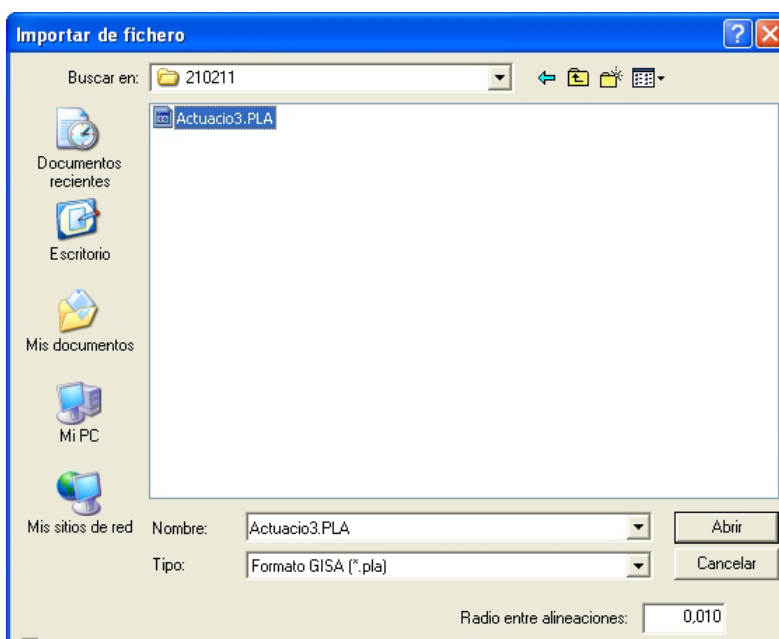 Importar de fichero
Buscar en: 210211
Actuacio3.PLA
Documentos
recientes
Escritorio
Mis documentos
Mi PC
Mis sitios de red
Nombre: Actuacio3.PLA Abrir
Tipo: Formato GISA (*.pla) Cancelar
Radio entre alineaciones: 0,010